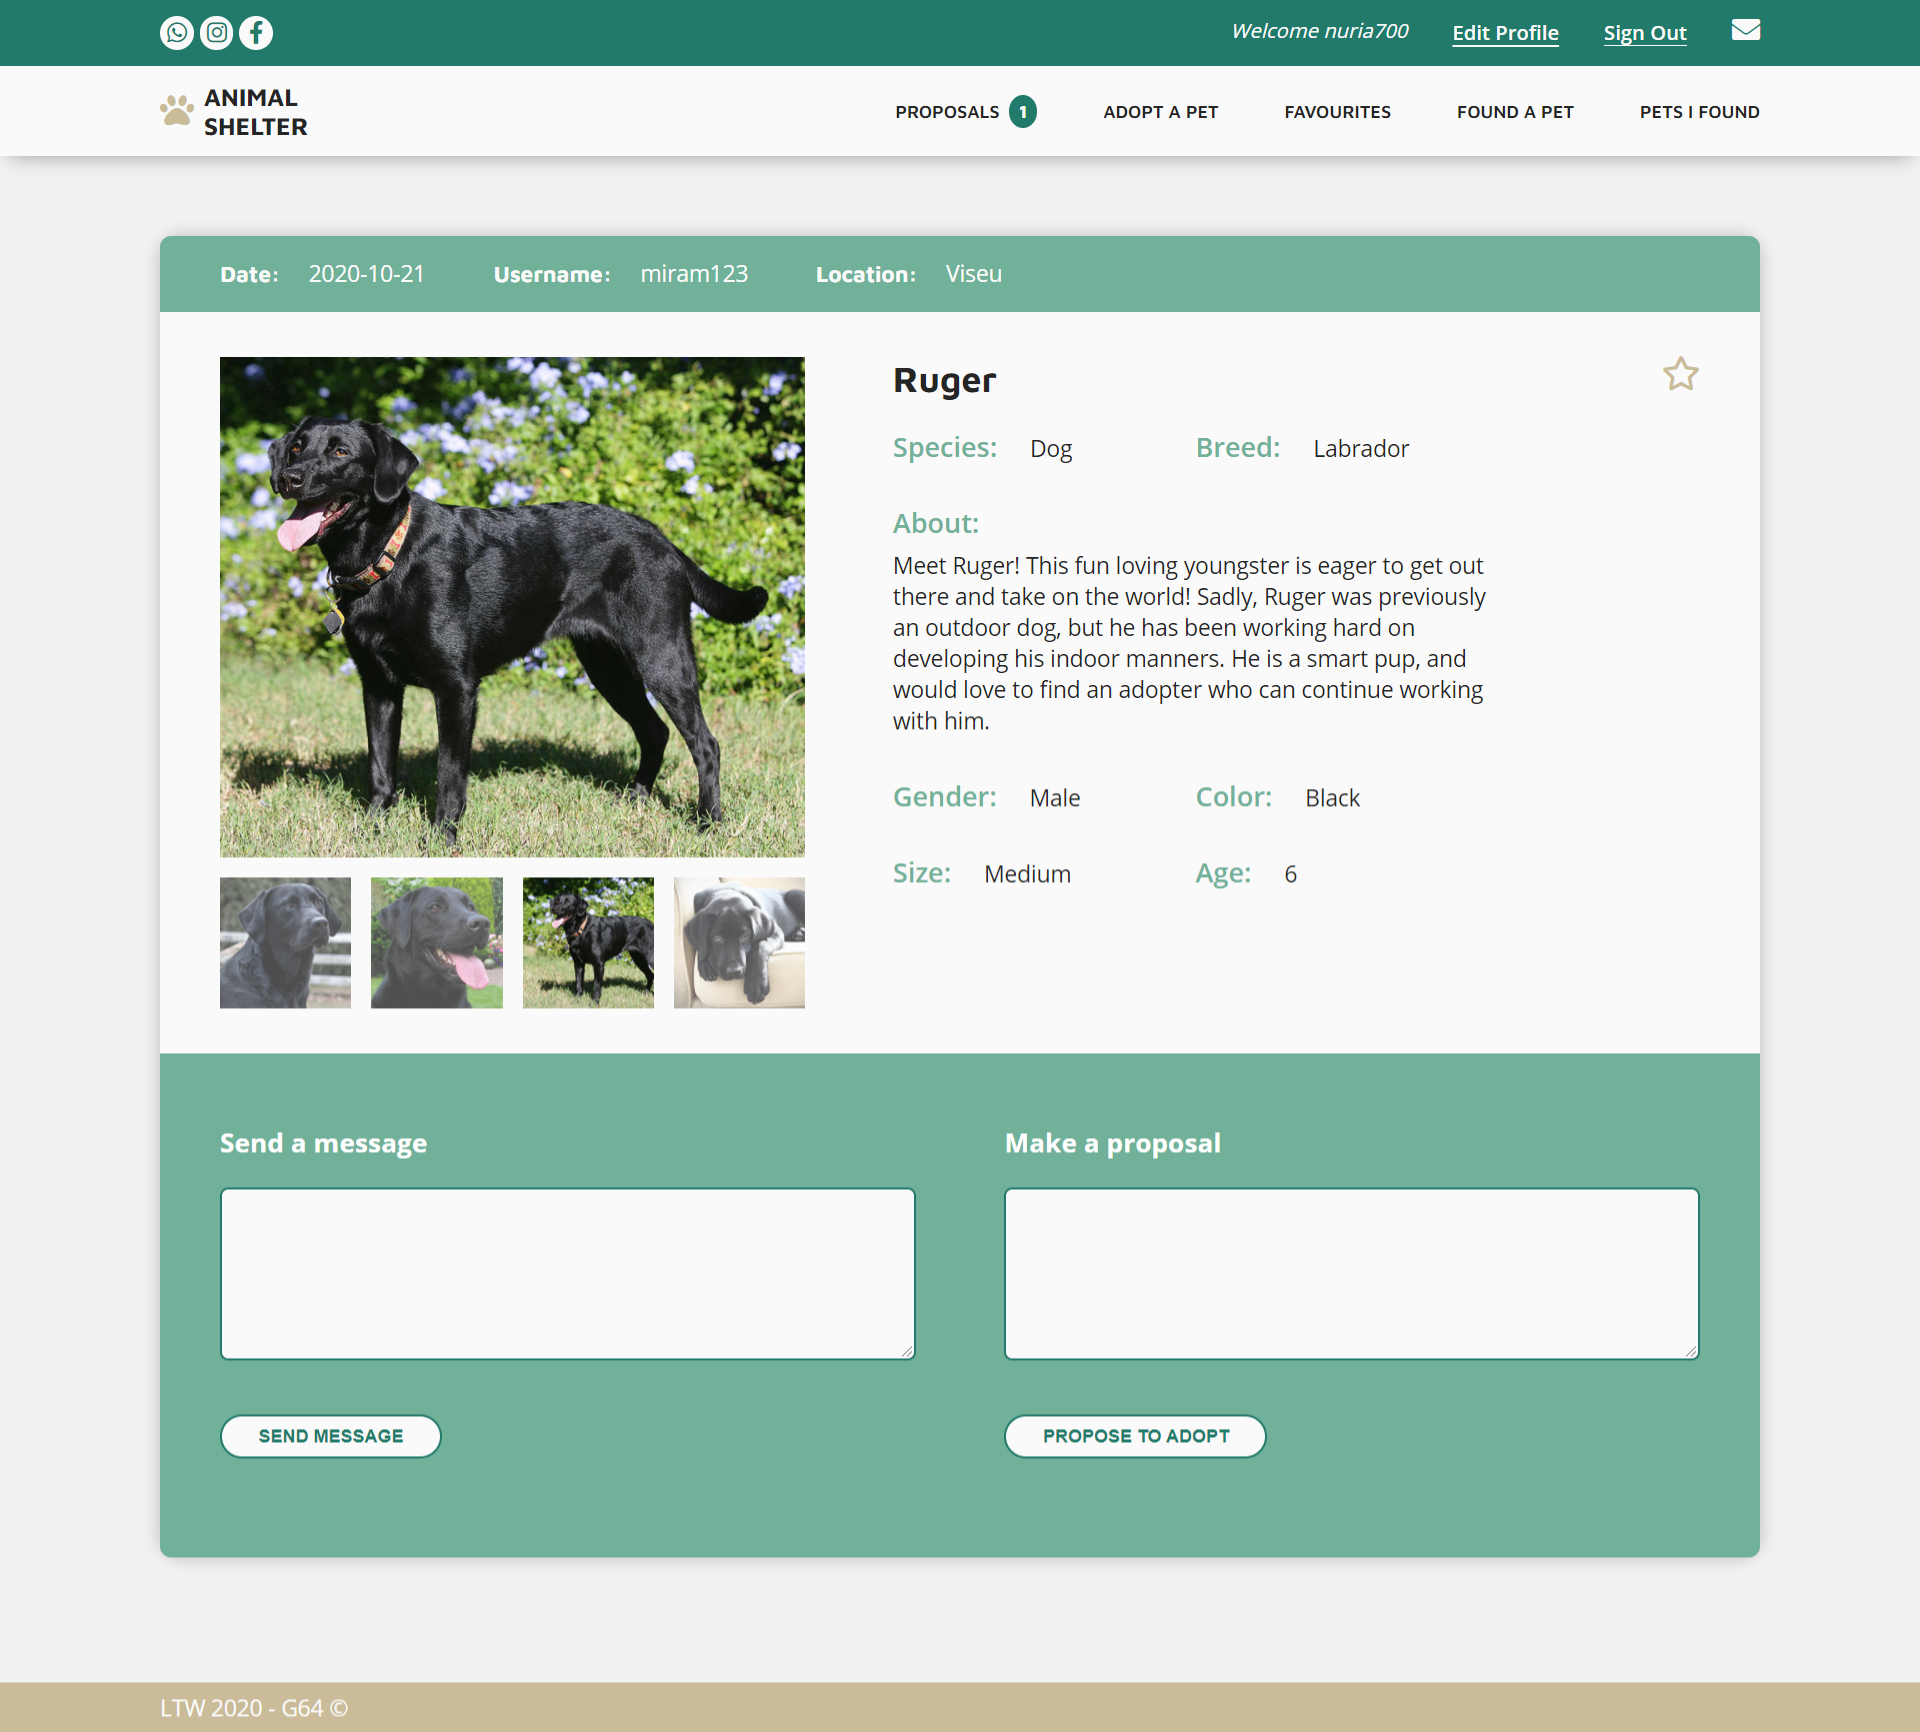 Welcome nuria700 Edit Profile Sign Out
ANIMAL
SHELTER
PROPOSALS 1 ADOPT A PET FAVOURITES FOUND A PET PETS I FOUND
Date: 2020-10-21 Username: miram123 Location: Viseu
Ruger
Species: Dog Breed: Labrador
About:
Meet Ruger! This fun loving youngster is eager to get out
there and take on the world! Sadly, Ruger was previously
an outdoor dog, but he has been working hard on
developing his indoor manners. He is a smart pup, and
would love to find an adopter who can continue working
with him.
Gender: Male Color: Black
Size: Medium Age: 6
Send a message
SEND MESSAGE
Make a proposal
PROPOSE TO ADOPT
LTW 2020 - G64 ©